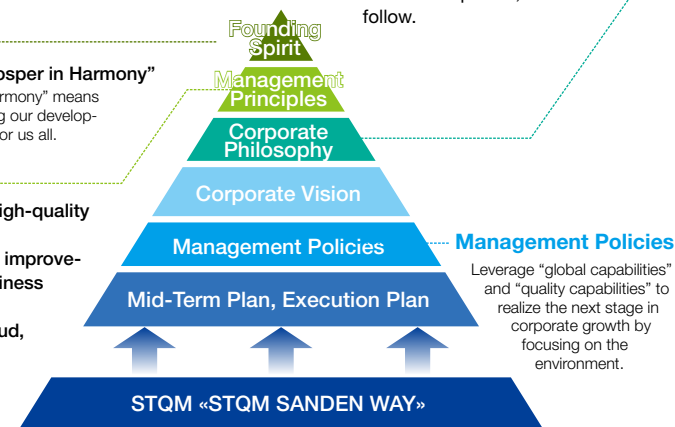 follow.
Founding
Spirit
osper in Harmony”
rmony” means
g our develop-
or us all.
Management
Principles
Corporate
Philosophy
Corporate Vision
igh-quality
improve-
iness
ud,
Management Policies
Management Policies
Leverage “global capabilities”
and “quality capabilities” to
realize the next stage in
corporate growth by
focusing on the
environment.
Mid-Term Plan, Execution Plan
STQM «STQM SANDEN WAY»